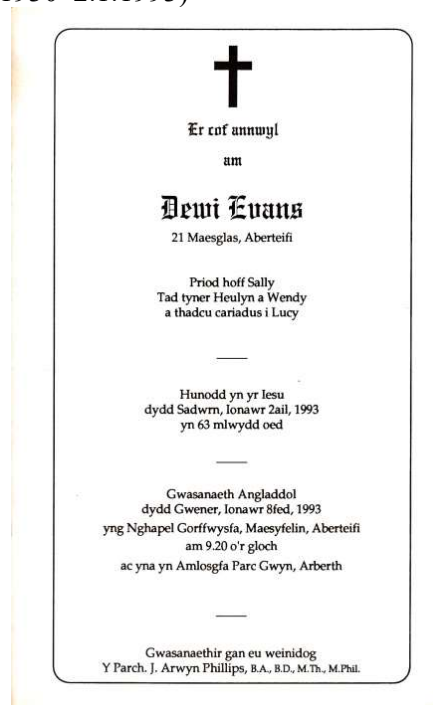 Er cof annwyl
am
Dewi Evans
21 Maesglas, Aberteifi
Priod hoff Sally
Tad tyner Heulyn a Wendy
a thadcu cariadus i Lucy
Hunodd yn yr Iesu
dydd Sadwrn, Ionawr 2ail, 1993
yn 63 mlwydd oed
Gwasanaeth Angladdol
dydd Gwener, Ionawr 8fed, 1993
yng Nghapel Gorffwysfa, Maesyfelin, Aberteifi
am 9.20 o'r gloch
ac yna yn Amlosgfa Parc Gwyn, Arberth
Gwasanaethir gan eu weinidog
Y Parch. J. Arwyn Phillips, B.A., B.D., M.Th., M.Phil.